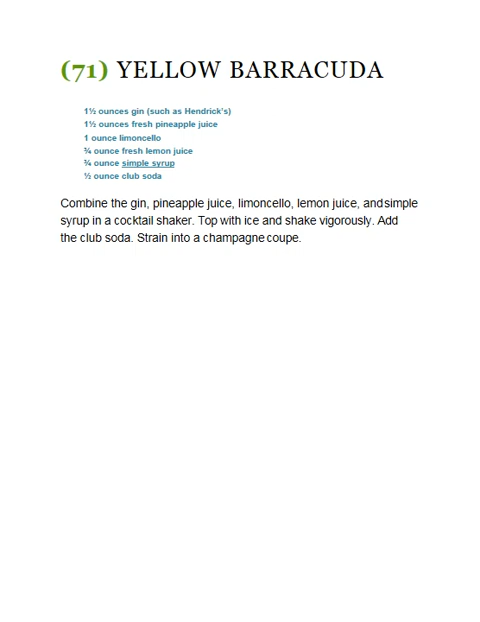 (71) YELLOW BARRACUDA
1½ ounces gin (such as Hendrick's)
1½ ounces fresh pineapple juice
1 ounce limoncello
¾ ounce fresh lemon juice
¾ ounce simple syrup
½ ounce club soda
Combine the gin, pineapple juice, limoncello, lemon juice, and simple
syrup in a cocktail shaker. Top with ice and shake vigorously. Add
the club soda. Strain into a champagne coupe.